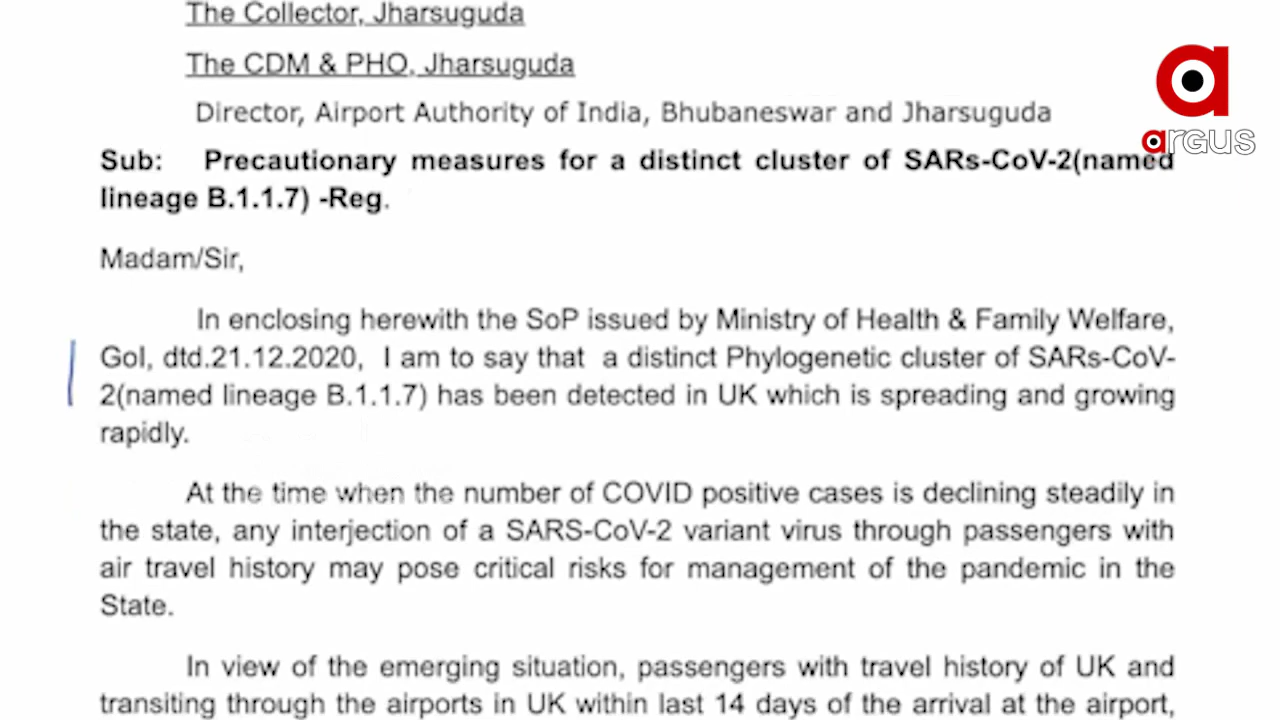 The Collector, Jharsuguda
The CDM & PHO, Jharsuguda
Director, Airport Authority of India, Bhubaneswar and Jharsuguda
Sub: Precautionary measures for a distinct cluster of SARs-CoV-2(named
lineage B.1.1.7) -Reg.
Madam/Sir,
In enclosing herewith the SoP issued by Ministry of Health & Family Welfare,
GoI, dtd.21.12.2020, I am to say that a distinct Phylogenetic cluster of SARs-CoV-
2(named lineage B.1.1.7) has been detected in UK which is spreading and growing
rapidly.
At the time when the number of COVID positive cases is declining steadily in
the state, any interjection of a SARS-CoV-2 variant virus through passengers with
air travel history may pose critical risks for management of the pandemic in the
State.
In view of the emerging situation, passengers with travel history of UK and
transiting through the airports in UK within last 14 days of the arrival at the airport,
a
argus